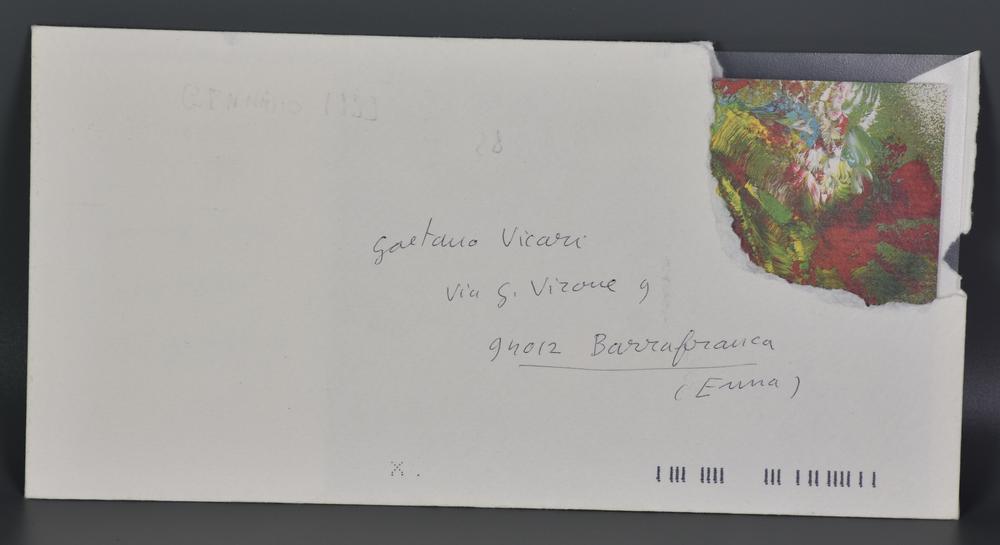 Gaetano Vicari
Via G. Virone 9
94012 Barrafranca
(Enna)